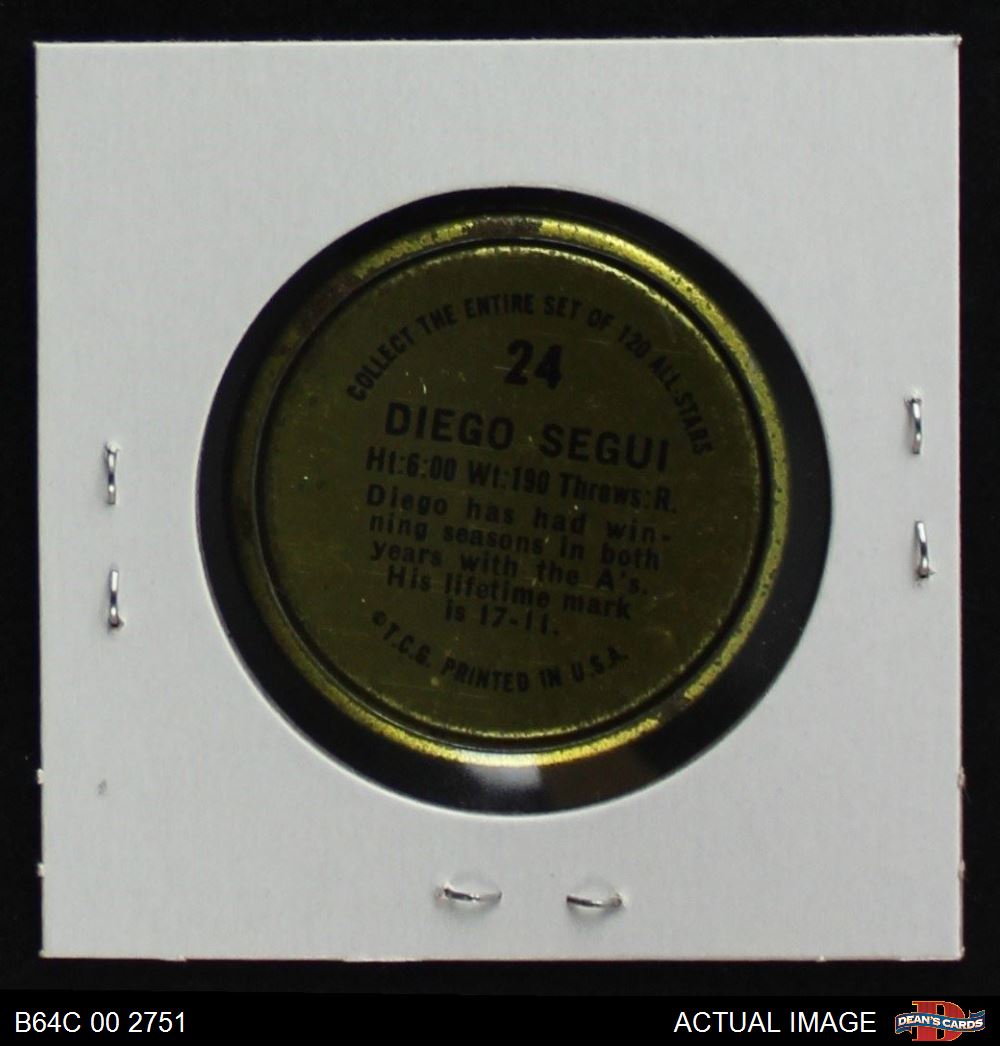 COLLECT THE ENTIRE SET OF 120 ALL-STARS
24
DIEGO SEGUI
Ht:6:00 Wt:190 Throws:R.
Diego has had win-
ning seasons in both
years with the A's.
His lifetime mark
is 17-11.
©T.C.G. PRINTED IN U.S.A.
B64C 00 2751
ACTUAL IMAGE
DEAN'S CARDS